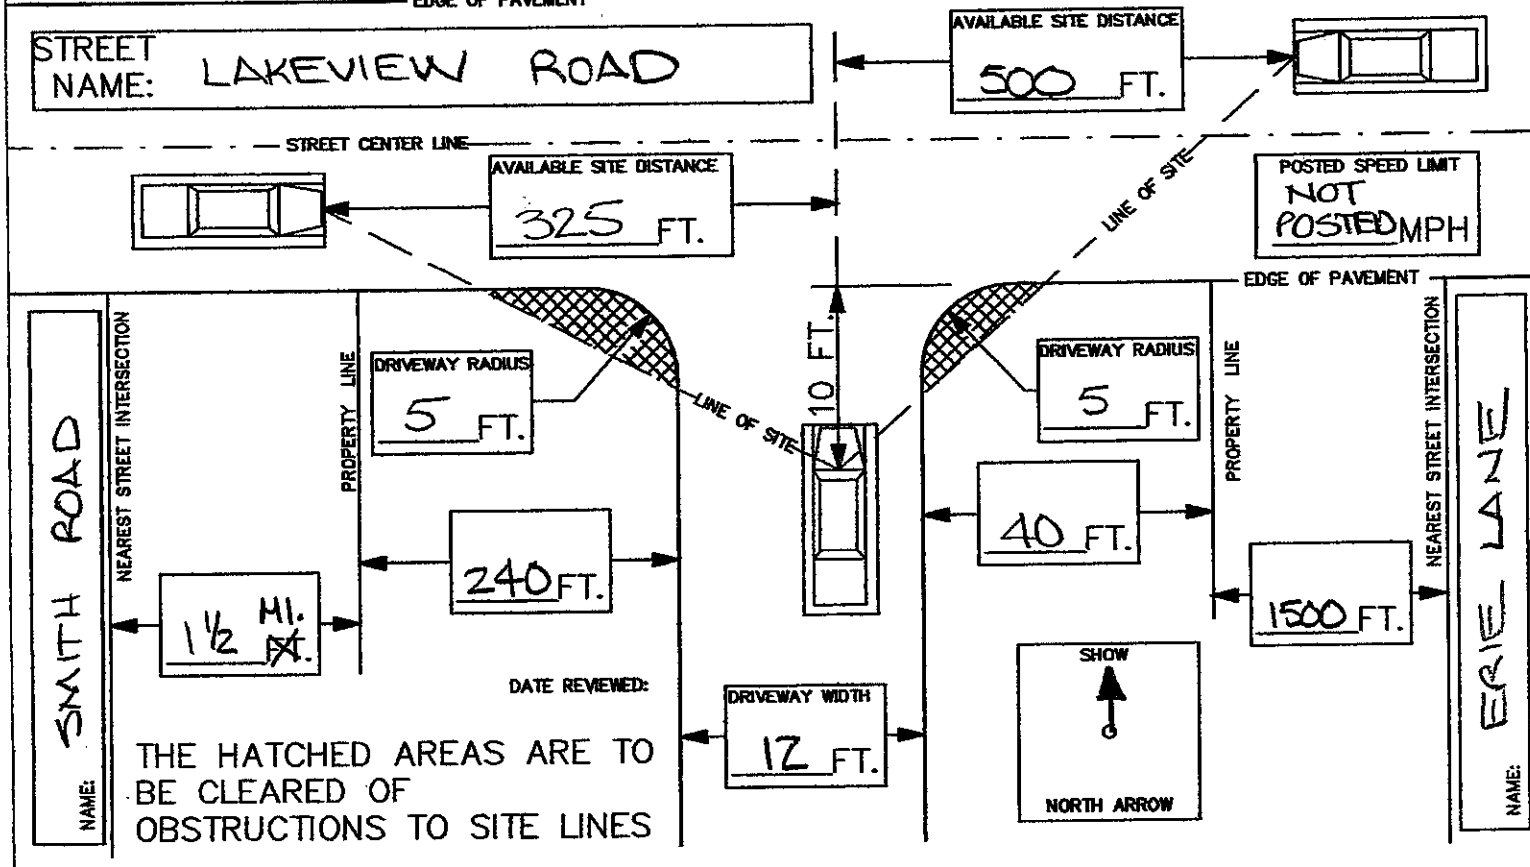 EDGE OF PAVEMENT
STREET NAME: LAKEVIEW ROAD
AVAILABLE SITE DISTANCE
500 FT.
STREET CENTER LINE
AVAILABLE SITE DISTANCE
325 FT.
LINE OF SITE
POSTED SPEED LIMIT
NOT
POSTED MPH
EDGE OF PAVEMENT
NAME: SMITH ROAD
NEAREST STREET INTERSECTION
PROPERTY LINE
DRIVEWAY RADIUS
5 FT.
LINE OF SITE
10 FT.
DRIVEWAY RADIUS
5 FT.
PROPERTY LINE
NEAREST STREET INTERSECTION
NAME: ERIE LANE
1 1/2 MI.
FT.
240 FT.
40 FT.
1500 FT.
DATE REVIEWED:
DRIVEWAY WIDTH
12 FT.
SHOW
NORTH ARROW
THE HATCHED AREAS ARE TO
BE CLEARED OF
OBSTRUCTIONS TO SITE LINES